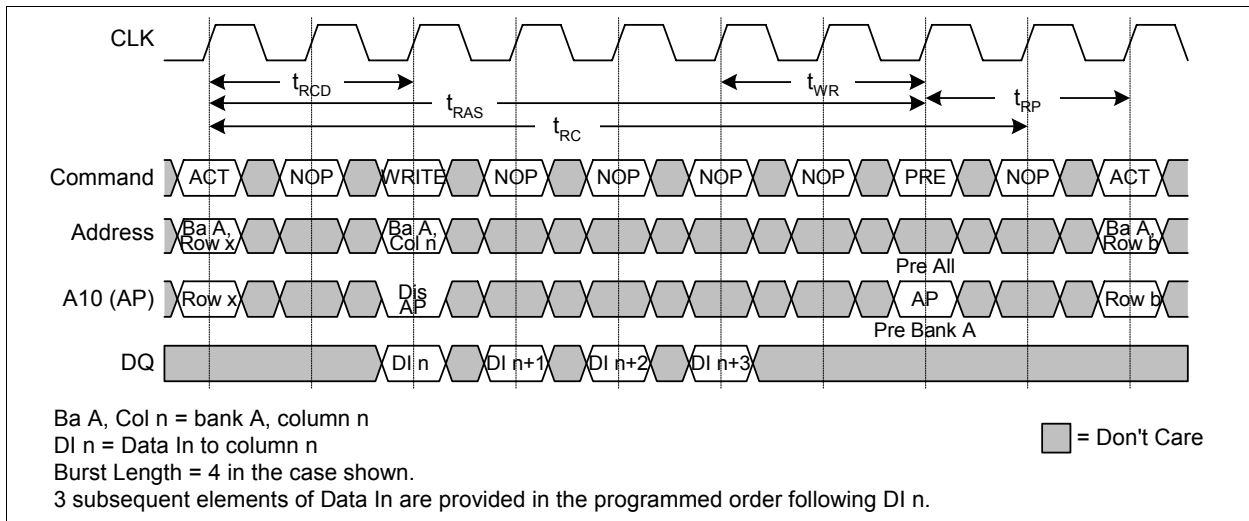 CLK
tRCD
tWR
tRAS
tRP
tRC
Command ACT NOP WRITE NOP NOP NOP NOP PRE NOP ACT
Address Ba A, Row x Ba A, Col n Ba A, Row b
Pre All
A10 (AP) Row x Dis AP AP Row b
Pre Bank A
DQ DI n DI n+1 DI n+2 DI n+3
Ba A, Col n = bank A, column n
DI n = Data In to column n
Burst Length = 4 in the case shown.
3 subsequent elements of Data In are provided in the programmed order following DI n.
= Don't Care